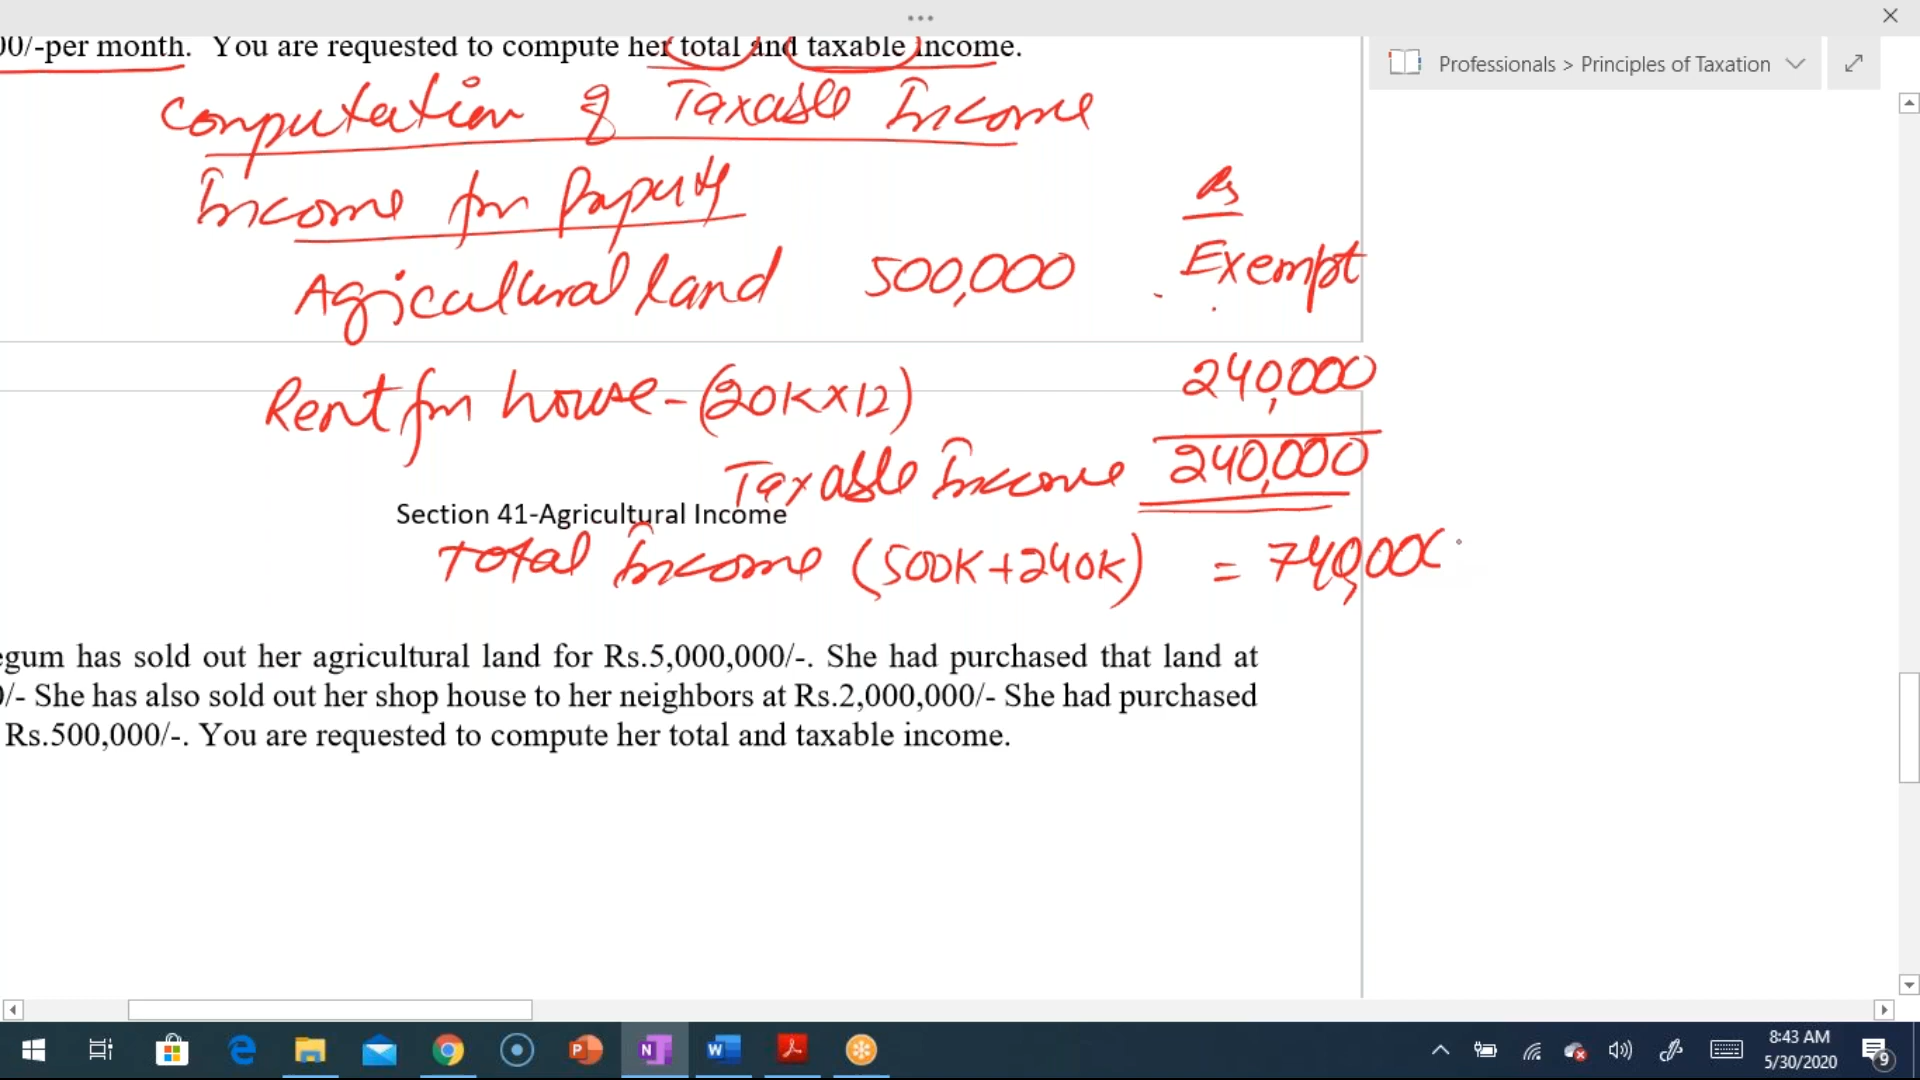 Professionals > Principles of Taxation
00/-per month. You are requested to compute her total and taxable income.
Computation of Taxable Income
Income from Property
Rs
Agricultural land 500,000 Exempt
Rent from house - (20K×12) 240,000
Taxable Income 240,000
Section 41-Agricultural Income
total Income (500K+240K) = 740,000
egum has sold out her agricultural land for Rs.5,000,000/-. She had purchased that land at
0/- She has also sold out her shop house to her neighbors at Rs.2,000,000/- She had purchased
Rs.500,000/-. You are requested to compute her total and taxable income.
8:43 AM
5/30/2020
9